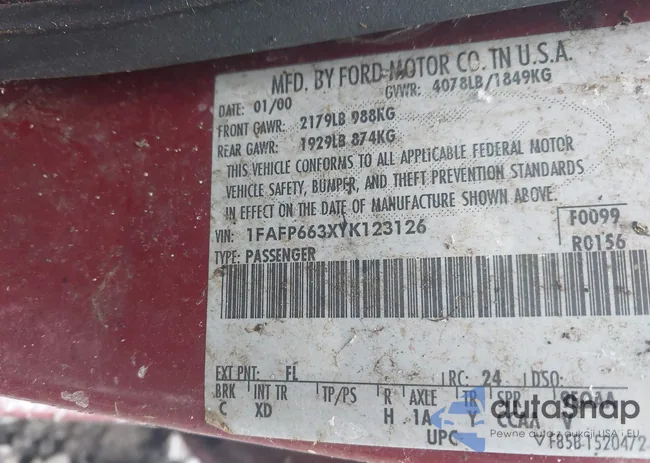 MFD. BY FORD MOTOR CO. IN U.S.A.
DATE: 01/00 GVWR: 4078LB/1849KG
FRONT GAWR: 2179LB 988KG
REAR GAWR: 1929LB 874KG
THIS VEHICLE CONFORMS TO ALL APPLICABLE FEDERAL MOTOR
VEHICLE SAFETY, BUMPER, AND THEFT PREVENTION STANDARDS
IN EFFECT ON THE DATE OF MANUFACTURE SHOWN ABOVE.
VIN: 1FAFP663XYK123126 F0099
TYPE: PASSENGER R0156
EXT PNT: FL RC: 24 DSO:
BRK INT TR TP/PS R AXLE TR SPR
C XD H 1A Y CCAA
autoSnap
Pewne auta z aukcji USA i EU
UPC